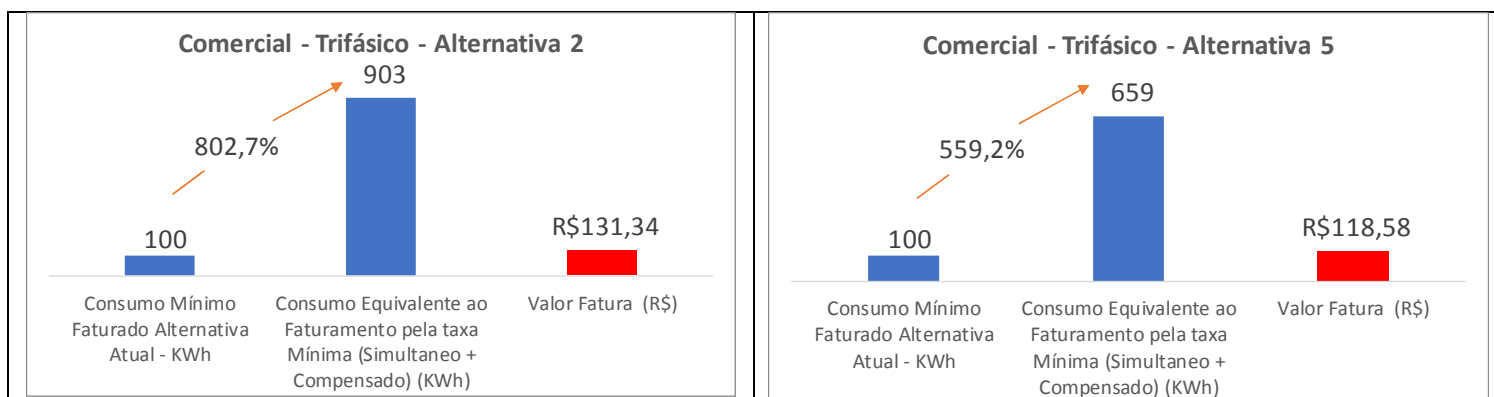 Comercial - Trifásico - Alternativa 2
903
802,7%
100
R$131,34
Consumo Mínimo
Faturado Alternativa
Atual - KWh
Consumo Equivalente ao
Faturamento pela taxa
Mínima (Simultaneo +
Compensado) (KWh)
Valor Fatura (R$)
Comercial - Trifásico - Alternativa 5
659
559,2%
100
R$118,58
Consumo Mínimo
Faturado Alternativa
Atual - KWh
Consumo Equivalente ao
Faturamento pela taxa
Mínima (Simultaneo +
Compensado) (KWh)
Valor Fatura (R$)